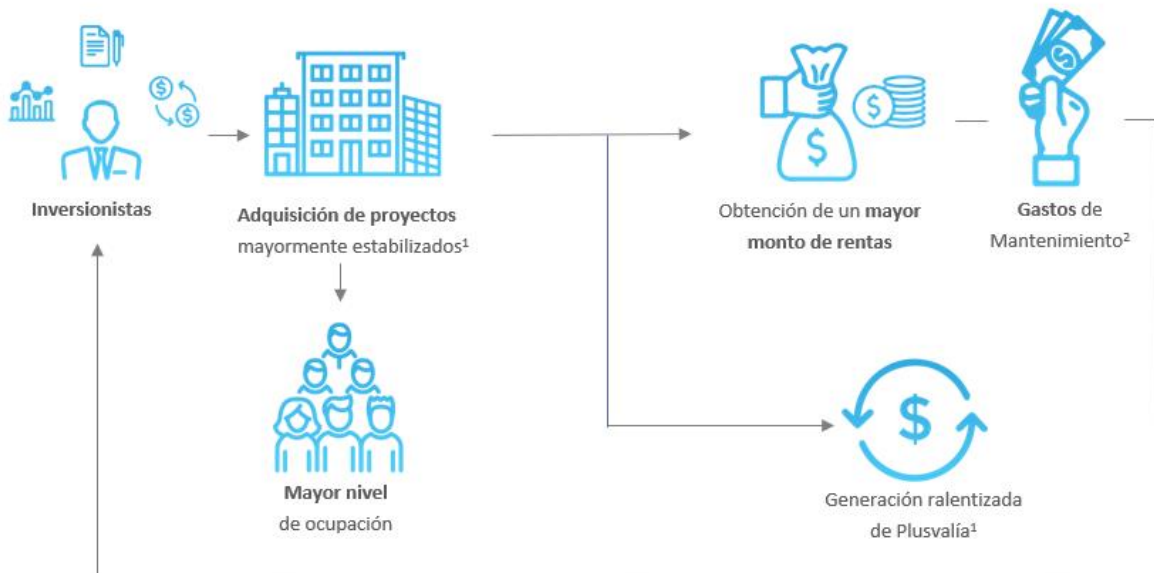 Inversionistas
Adquisición de proyectos
mayormente estabilizados¹
Obtención de un mayor
monto de rentas
Gastos de
Mantenimiento²
Mayor nivel
de ocupación
Generación ralentizada
de Plusvalía¹